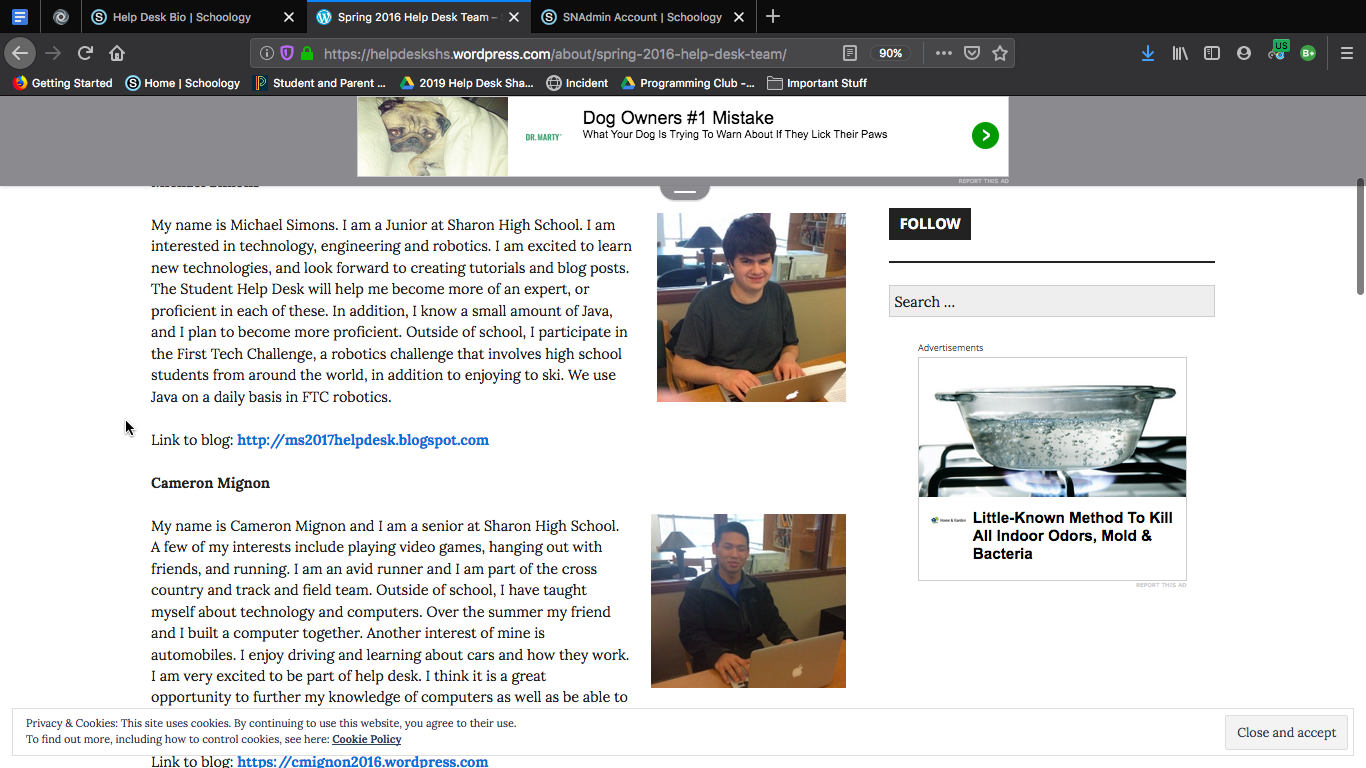 Help Desk Bio | Schoology
Spring 2016 Help Desk Team –
SNAdmin Account | Schoology
https://helpdeskshs.wordpress.com/about/spring-2016-help-desk-team/
90%
US
B+
Getting Started
Home | Schoology
Student and Parent ...
2019 Help Desk Sha...
Incident
Programming Club -...
Important Stuff
DR.MARTY
Dog Owners #1 Mistake
What Your Dog Is Trying To Warn About If They Lick Their Paws
REPORT THIS AD
My name is Michael Simons. I am a Junior at Sharon High School. I am
interested in technology, engineering and robotics. I am excited to learn
new technologies, and look forward to creating tutorials and blog posts.
The Student Help Desk will help me become more of an expert, or
proficient in each of these. In addition, I know a small amount of Java,
and I plan to become more proficient. Outside of school, I participate in
the First Tech Challenge, a robotics challenge that involves high school
students from around the world, in addition to enjoying to ski. We use
Java on a daily basis in FTC robotics.
Link to blog: http://ms2017helpdesk.blogspot.com
Cameron Mignon
My name is Cameron Mignon and I am a senior at Sharon High School.
A few of my interests include playing video games, hanging out with
friends, and running. I am an avid runner and I am part of the cross
country and track and field team. Outside of school, I have taught
myself about technology and computers. Over the summer my friend
and I built a computer together. Another interest of mine is
automobiles. I enjoy driving and learning about cars and how they work.
I am very excited to be part of help desk. I think it is a great
opportunity to further my knowledge of computers as well as be able to
Link to blog: https://cmignon2016.wordpress.com
FOLLOW
Search ...
Advertisements
Home & Garden
Little-Known Method To Kill
All Indoor Odors, Mold &
Bacteria
REPORT THIS AD
Privacy & Cookies: This site uses cookies. By continuing to use this website, you agree to their use.
To find out more, including how to control cookies, see here: Cookie Policy
Close and accept